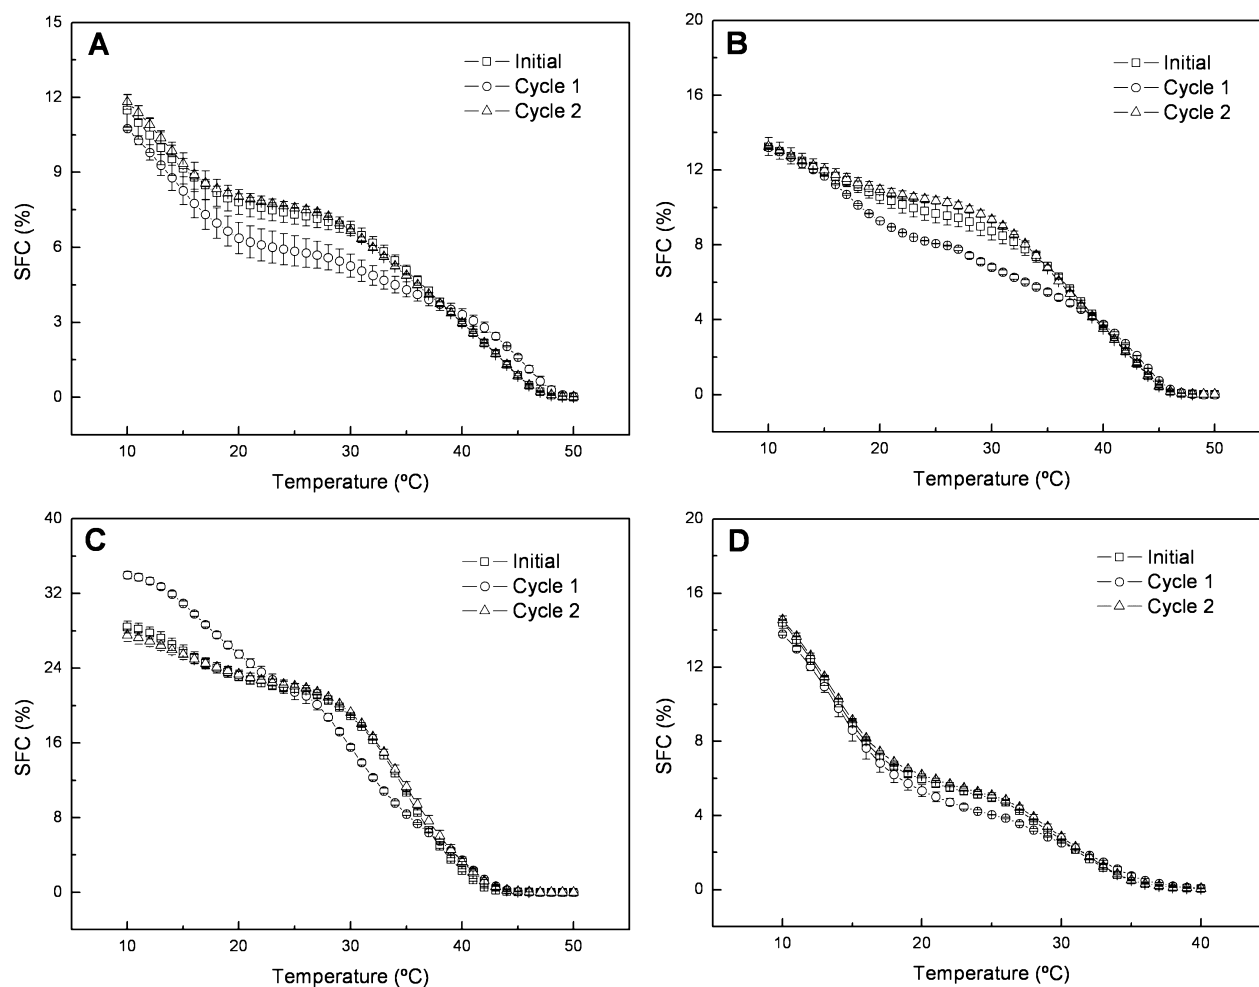 A
15
12
9
6
3
0
SFC (%)
Initial
Cycle 1
Cycle 2
10 20 30 40 50
Temperature (ºC)
B
20
16
12
8
4
0
SFC (%)
Initial
Cycle 1
Cycle 2
10 20 30 40 50
Temperature (ºC)
C
40
32
24
16
8
0
SFC (%)
Initial
Cycle 1
Cycle 2
10 20 30 40 50
Temperature (ºC)
D
20
16
12
8
4
0
SFC (%)
Initial
Cycle 1
Cycle 2
10 20 30 40
Temperature (ºC)